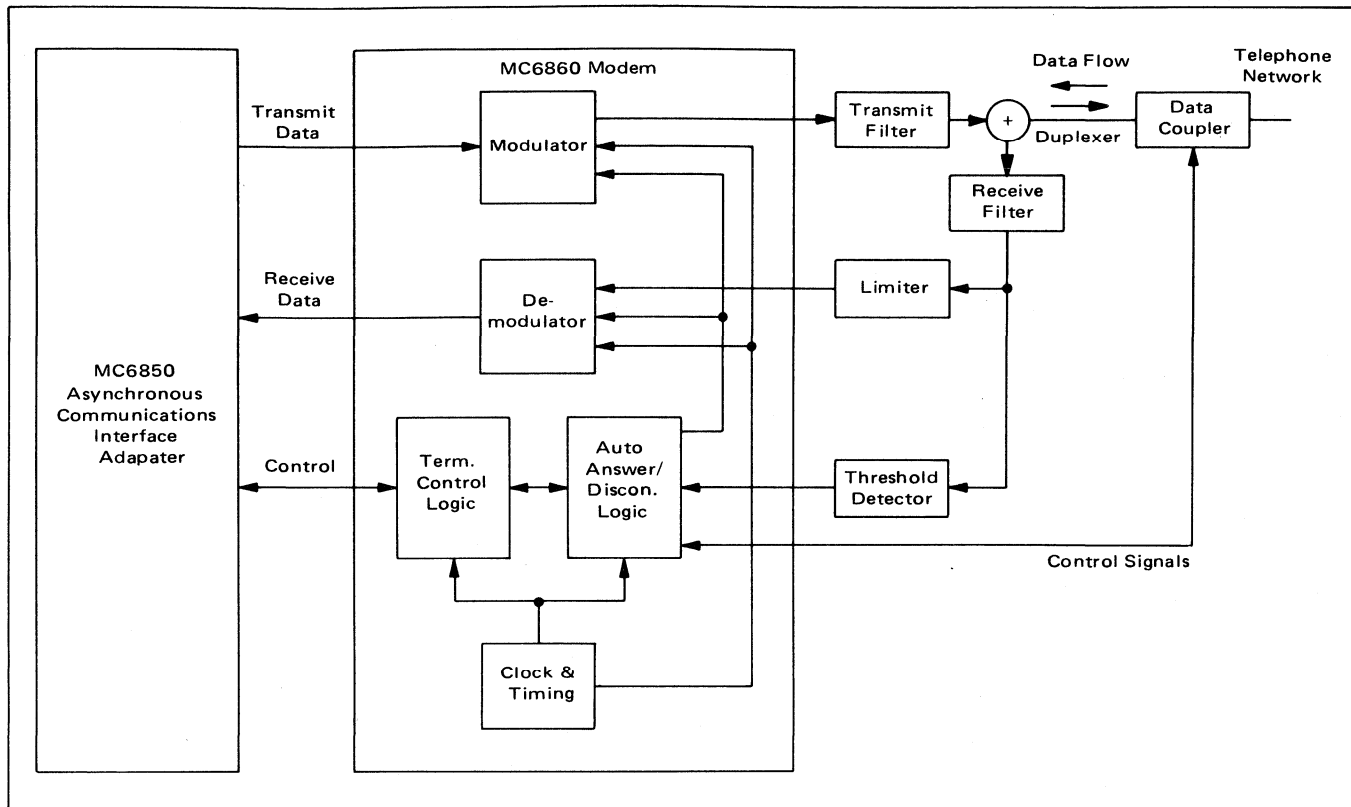 MC6850
Asynchronous
Communications
Interface
Adapater
Transmit
Data
Receive
Data
Control
MC6860 Modem
Modulator
De-
modulator
Term.
Control
Logic
Auto
Answer/
Discon.
Logic
Clock &
Timing
Transmit
Filter
+
Duplexer
Data Flow
Data
Coupler
Telephone
Network
Receive
Filter
Limiter
Threshold
Detector
Control Signals